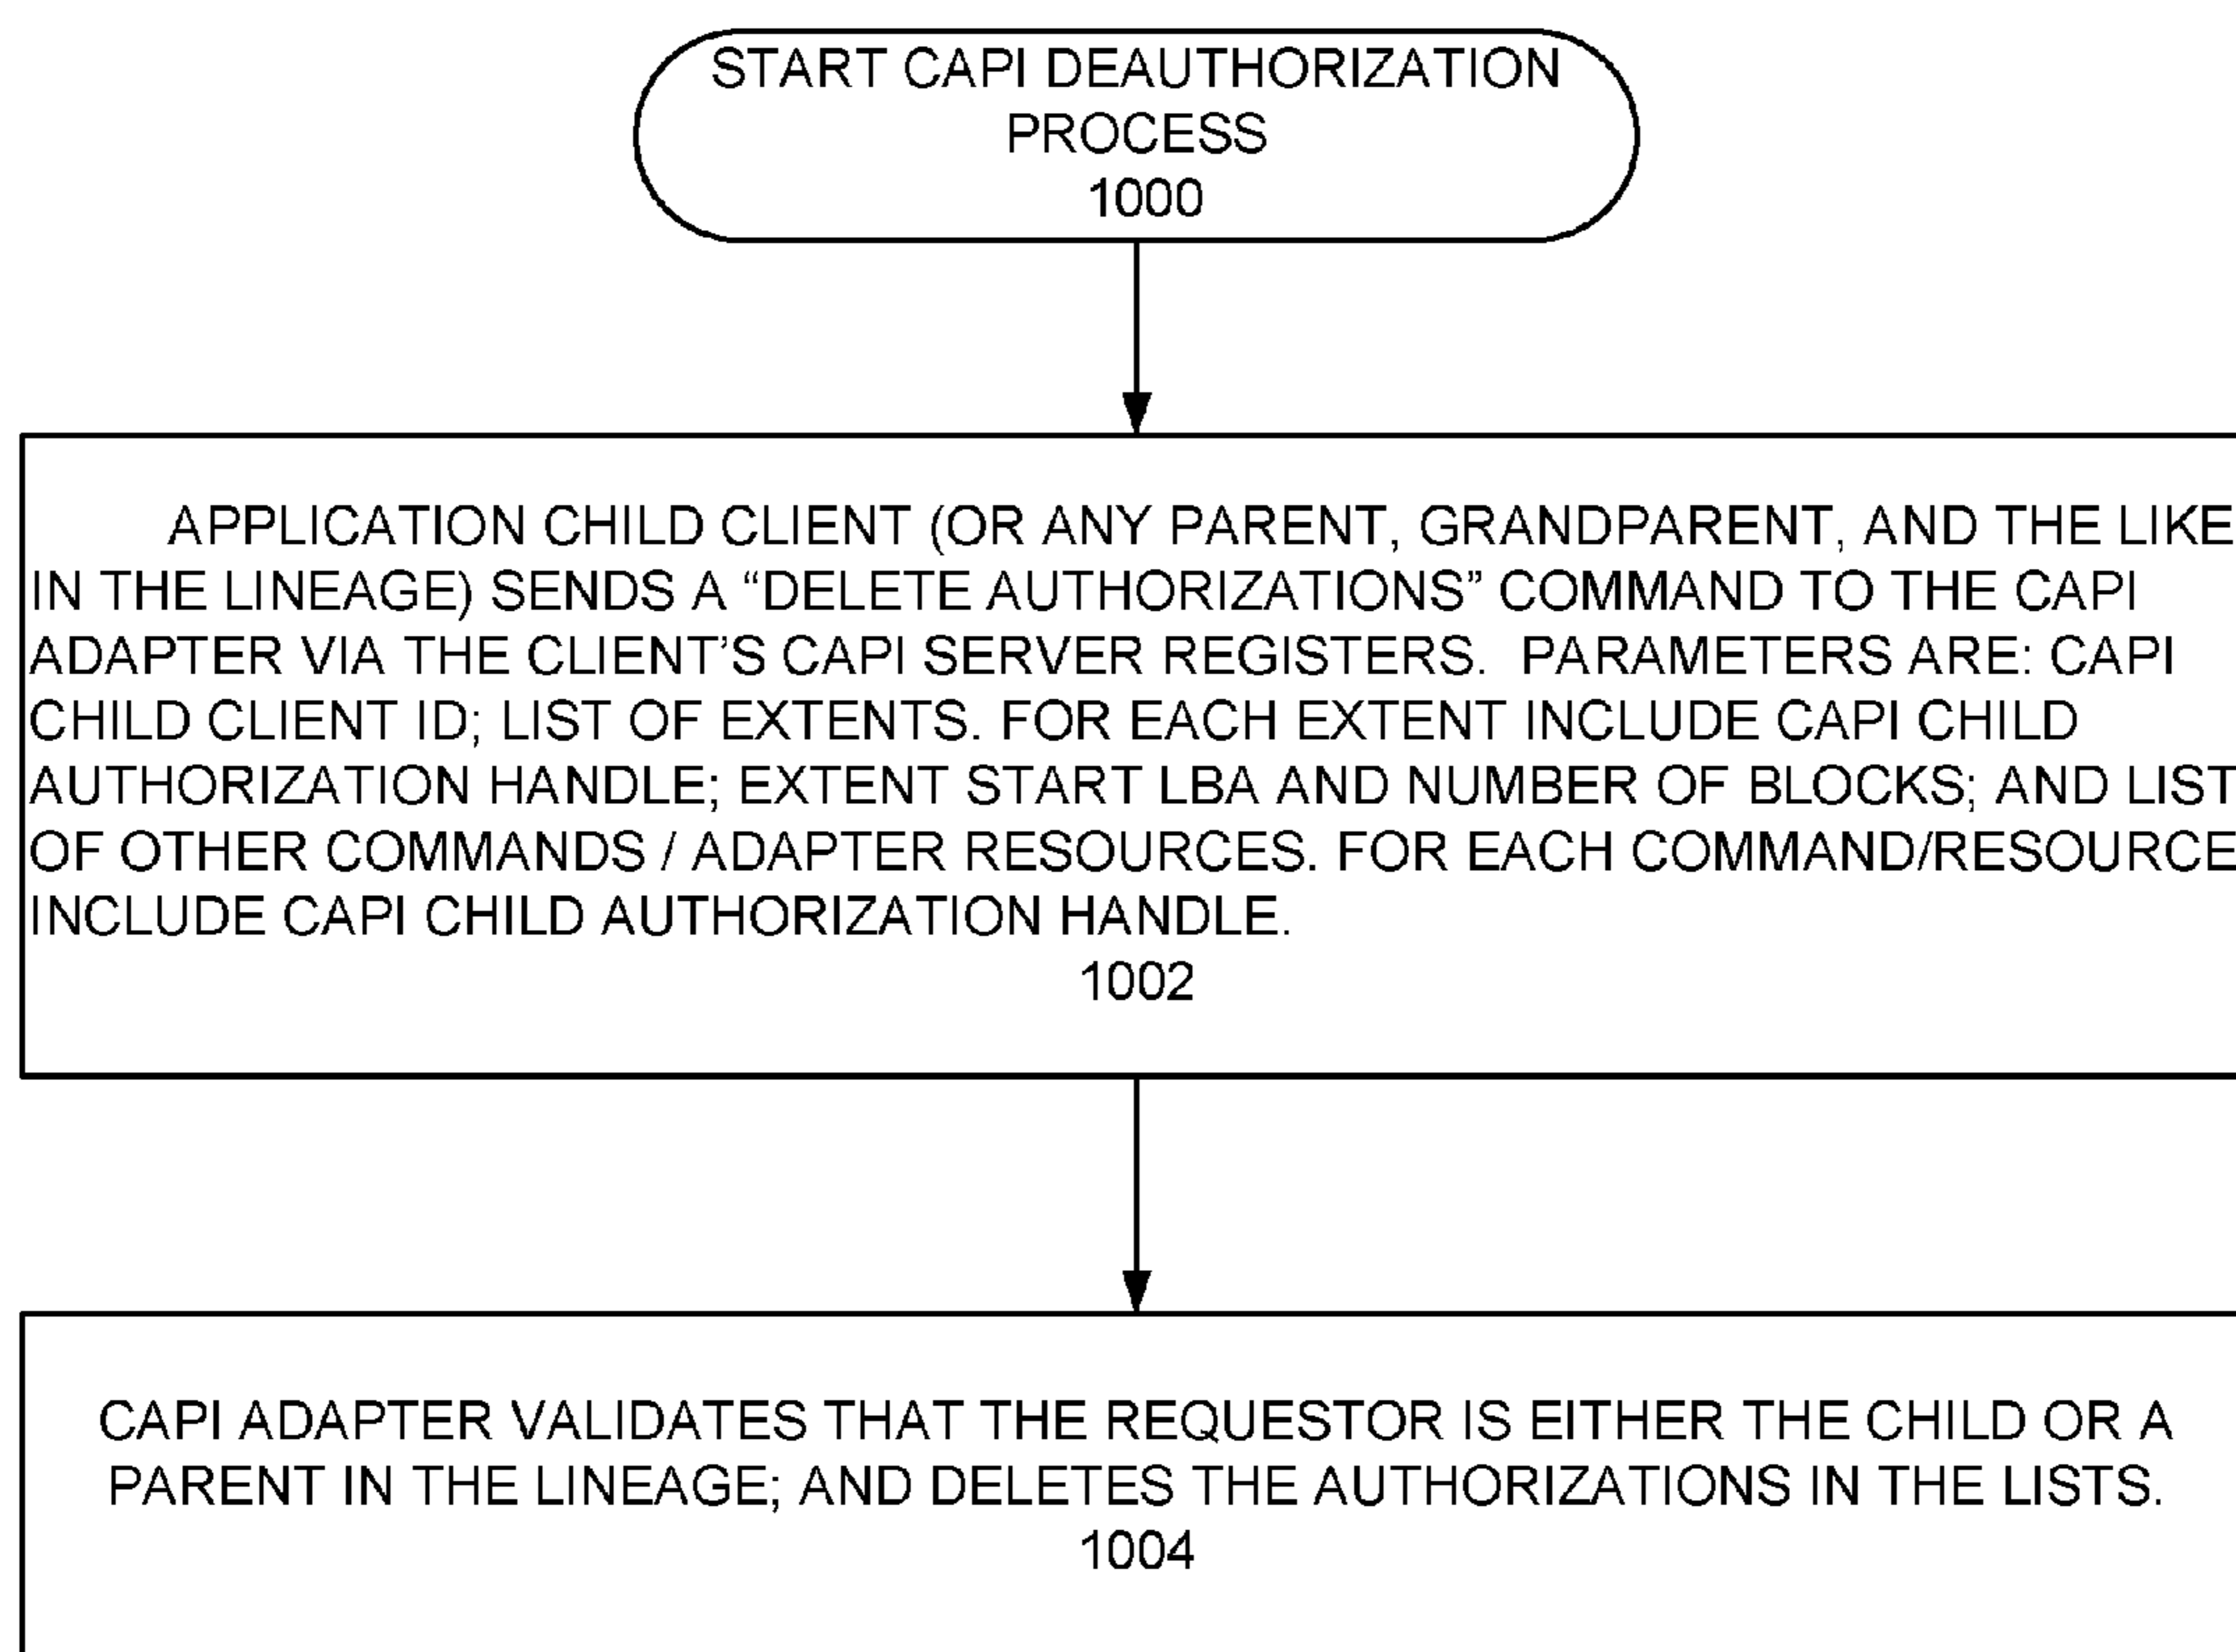 START CAPI DEAUTHORIZATION
PROCESS
1000
APPLICATION CHILD CLIENT (OR ANY PARENT, GRANDPARENT, AND THE LIKE
IN THE LINEAGE) SENDS A “DELETE AUTHORIZATIONS” COMMAND TO THE CAPI
ADAPTER VIA THE CLIENT’S CAPI SERVER REGISTERS. PARAMETERS ARE: CAPI
CHILD CLIENT ID; LIST OF EXTENTS. FOR EACH EXTENT INCLUDE CAPI CHILD
AUTHORIZATION HANDLE; EXTENT START LBA AND NUMBER OF BLOCKS; AND LIST
OF OTHER COMMANDS / ADAPTER RESOURCES. FOR EACH COMMAND/RESOURCE
INCLUDE CAPI CHILD AUTHORIZATION HANDLE.
1002
CAPI ADAPTER VALIDATES THAT THE REQUESTOR IS EITHER THE CHILD OR A
PARENT IN THE LINEAGE; AND DELETES THE AUTHORIZATIONS IN THE LISTS.
1004